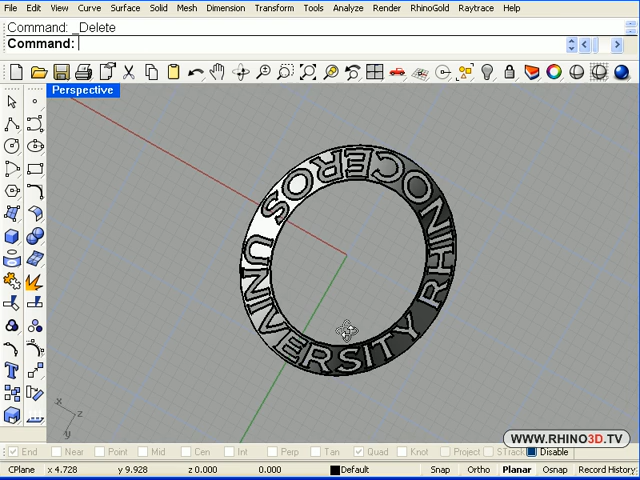 File Edit View Curve Surface Solid Mesh Dimension Transform Tools Analyze Render RhinoGold Raytrace Help
Command: _Delete
Command:
Perspective
RHINOCEROS UNIVERSITY
x
z
y
WWW.RHINO3D.TV
End Near Point Mid Cen Int Perp Tan Quad Knot Project STrack Disable
CPlane x 4.728 y 9.928 z 0.000 0.000 Default Snap Ortho Planar Osnap Record History